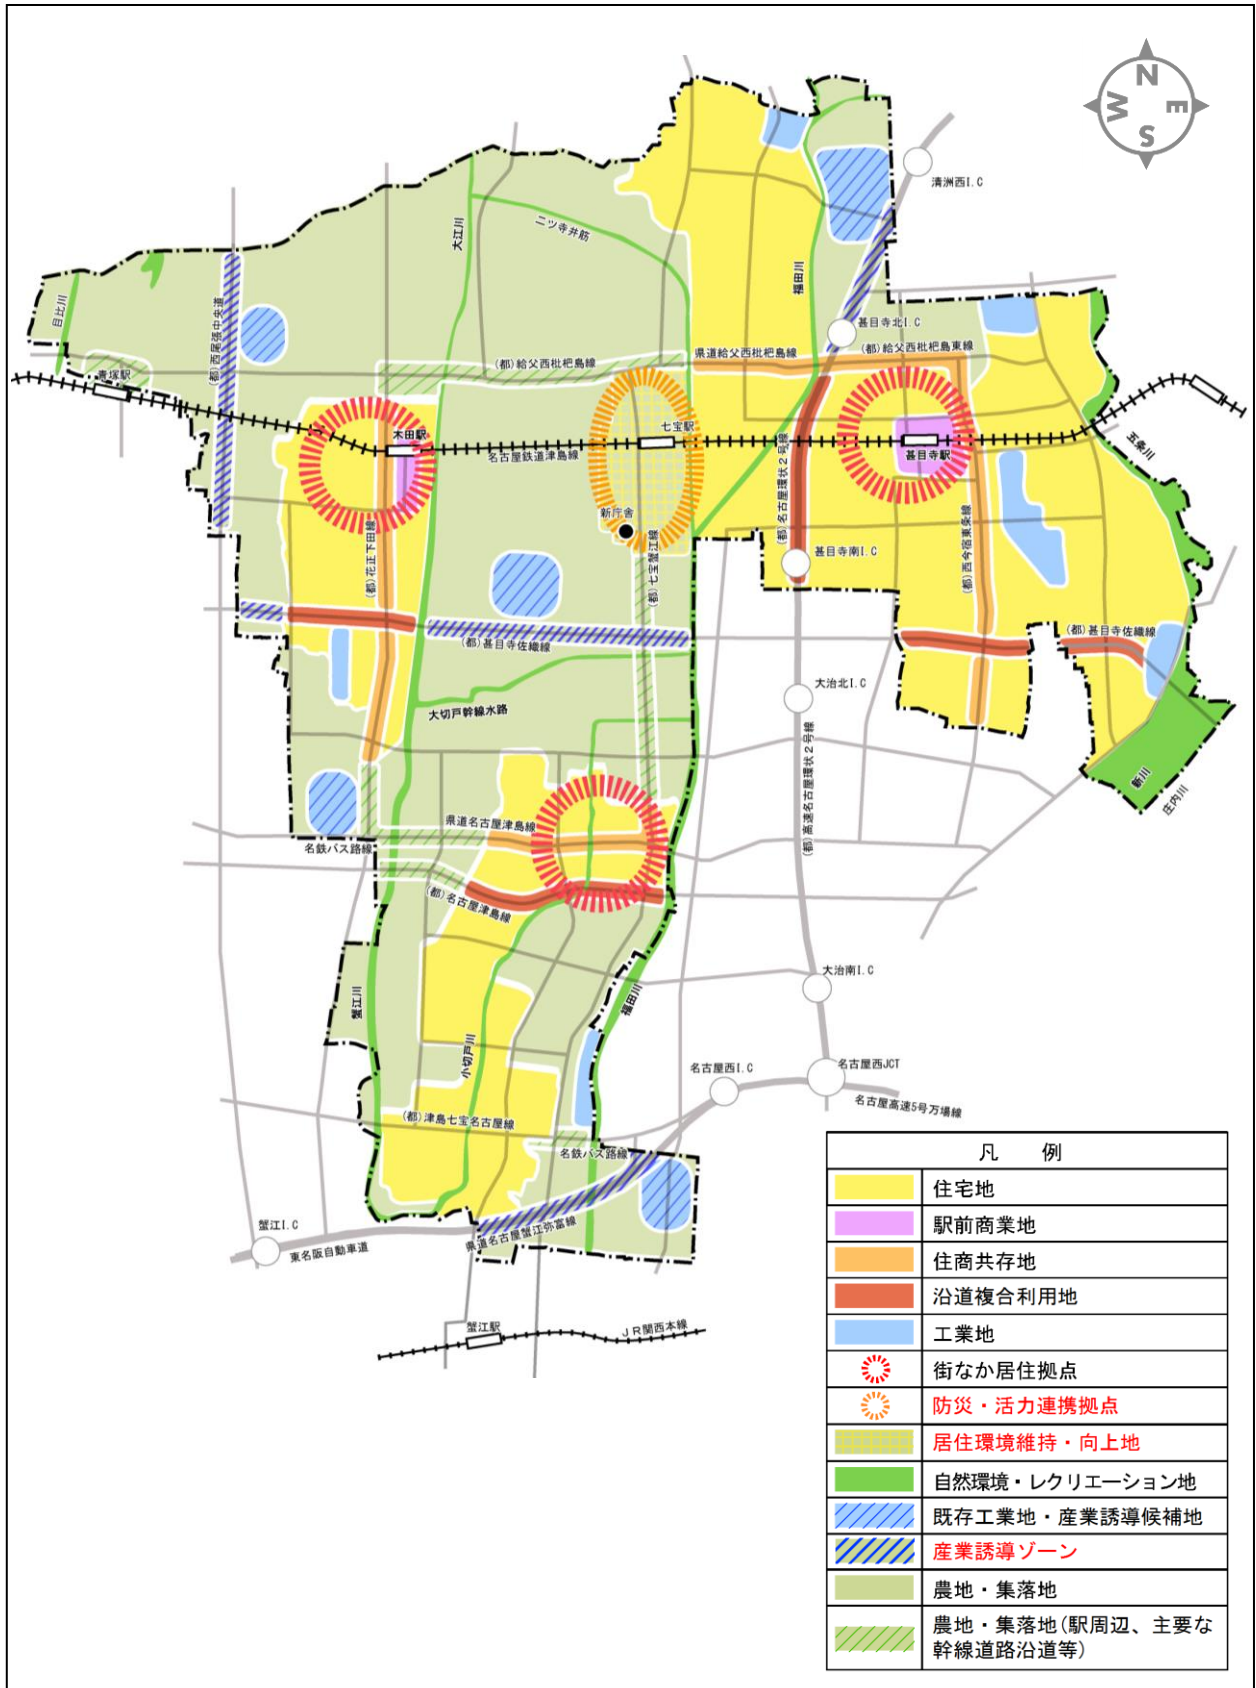 N
W
E
S
清洲西I.C
大江川
二ツ寺井筋
福田川
目比川
(都)西尾張中央道
甚目寺北I.C
(都)給父西枇杷島東線
県道給父西枇杷島線
(都)給父西枇杷島線
青塚駅
木田駅
七宝駅
甚目寺駅
名古屋鉄道津島線
五条川
新庁舎
(都)名古屋環状2号線
甚目寺南I.C
(都)花正下田線
(都)七宝蟹江線
(都)西今宿東条線
(都)甚目寺佐織線
(都)甚目寺佐織線
大治北I.C
大切戸幹線水路
新川
庄内川
(都)高速名古屋環状2号線
県道名古屋津島線
名鉄バス路線
(都)名古屋津島線
大治南I.C
蟹江川
福田川
小切戸川
名古屋西I.C
名古屋西JCT
名古屋高速5号万場線
(都)津島七宝名古屋線
名鉄バス路線
蟹江I.C
東名阪自動車道
県道名古屋蟹江弥富線
蟹江駅
JR関西本線
凡 例
住宅地
駅前商業地
住商共存地
沿道複合利用地
工業地
街なか居住拠点
防災・活力連携拠点
居住環境維持・向上地
自然環境・レクリエーション地
既存工業地・産業誘導候補地
産業誘導ゾーン
農地・集落地
農地・集落地(駅周辺、主要な
幹線道路沿道等)